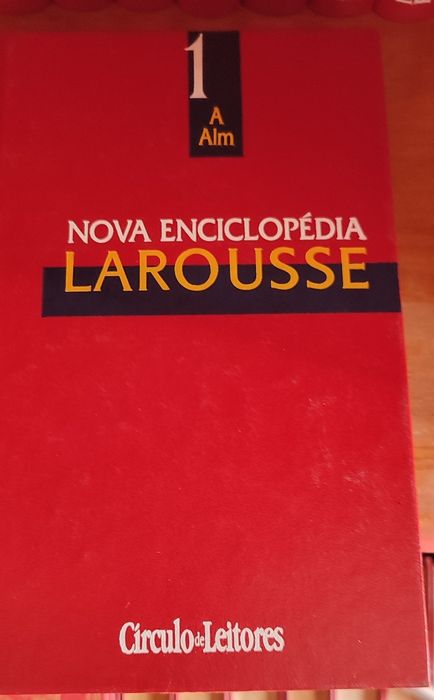 1
A
Alm
NOVA ENCICLOPÉDIA
LAROUSSE
Círculo de Leitores